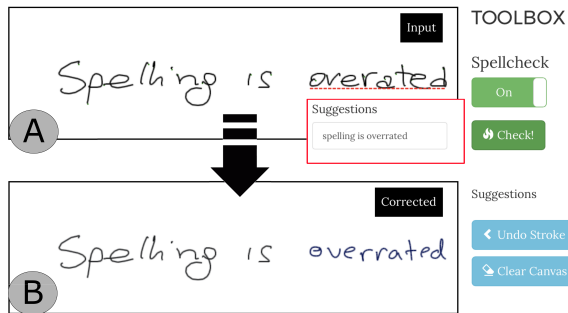 Input
TOOLBOX
Spelling is overated
Spellcheck
On
Suggestions
spelling is overrated
Check!
A
Corrected
Suggestions
Spelling is overrated
Undo Stroke
Clear Canvas
B